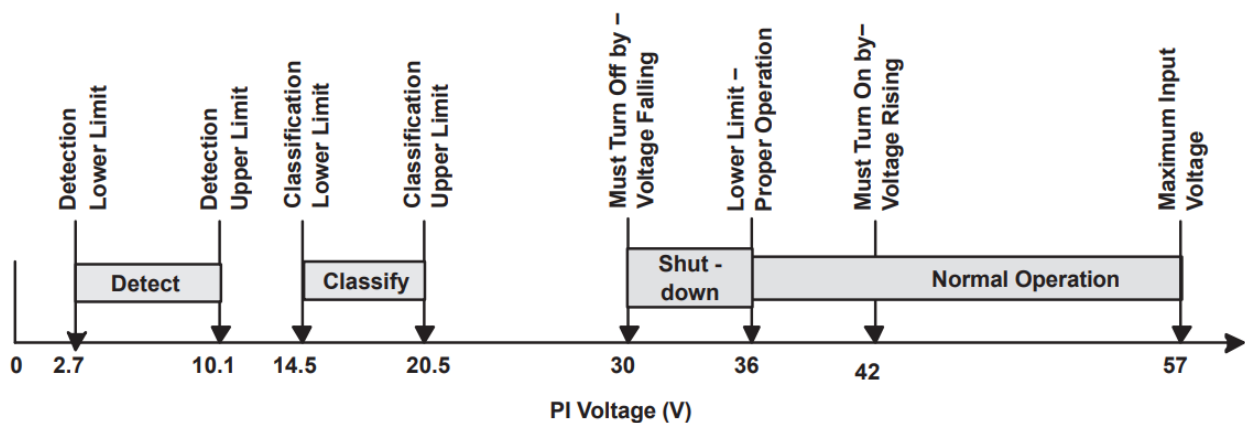 Detection
Lower Limit
Detection
Upper Limit
Classification
Lower Limit
Classification
Upper Limit
Must Turn Off by –
Voltage Falling
Lower Limit –
Proper Operation
Must Turn On by–
Voltage Rising
Maximum Input
Voltage
Detect
Classify
Shut -
down
Normal Operation
0
2.7
10.1
14.5
20.5
30
36
42
57
PI Voltage (V)